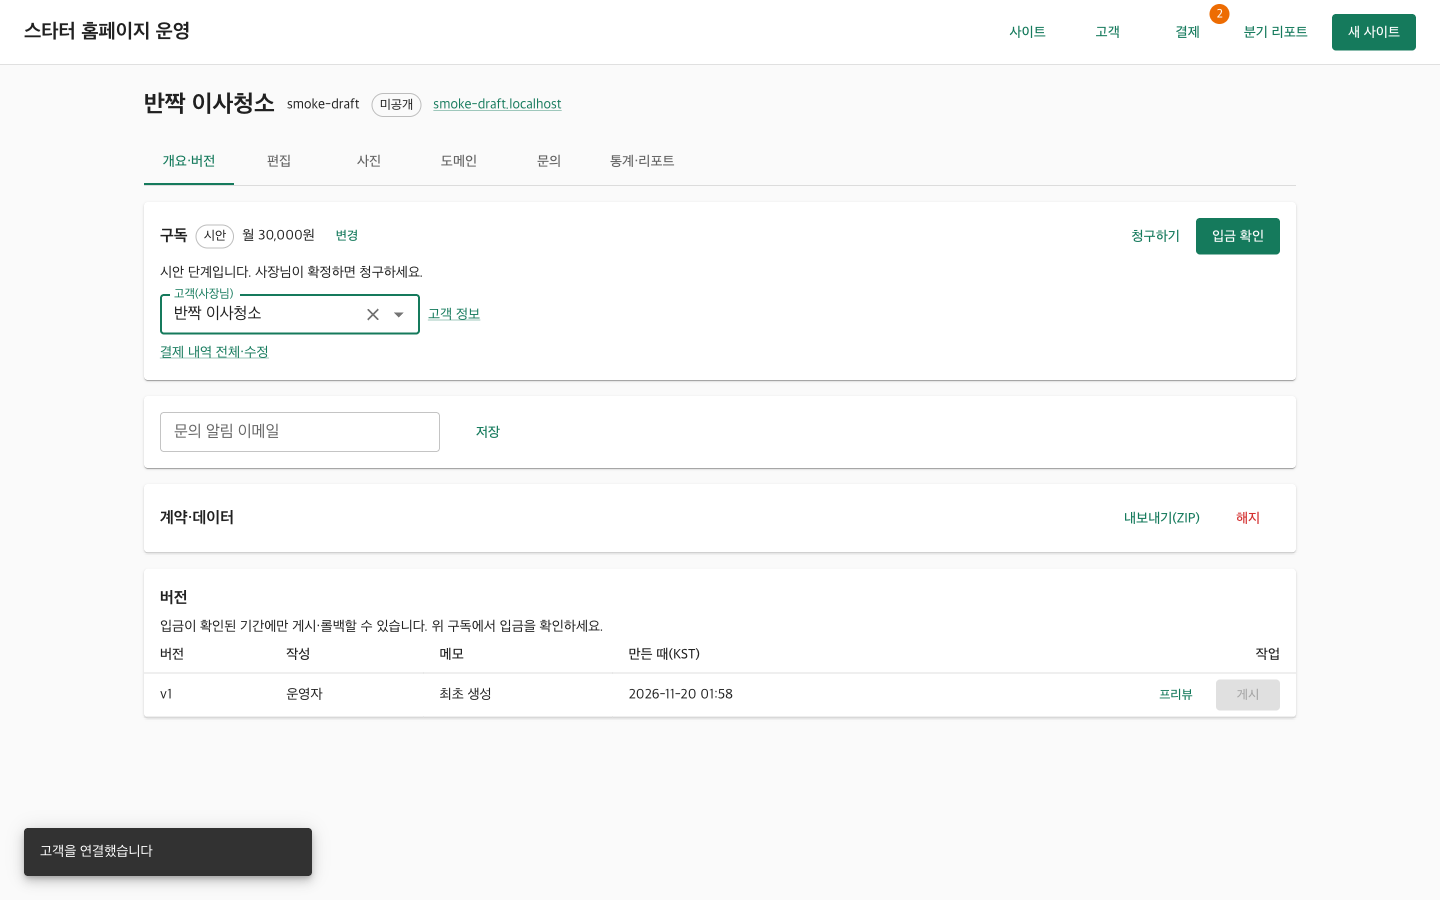 스타터 홈페이지 운영
사이트 고객 결제 2 분기 리포트 새 사이트
반짝 이사청소 smoke-draft 미공개 smoke-draft.localhost
개요·버전 편집 사진 도메인 문의 통계·리포트
구독 시안 월 30,000원 변경 청구하기 입금 확인
시안 단계입니다. 사장님이 확정하면 청구하세요.
고객(사장님)
반짝 이사청소 고객 정보
결제 내역 전체·수정
문의 알림 이메일 저장
계약·데이터 내보내기(ZIP) 해지
버전
입금이 확인된 기간에만 게시·롤백할 수 있습니다. 위 구독에서 입금을 확인하세요.
버전 작성 메모 만든 때(KST) 작업
v1 운영자 최초 생성 2026-11-20 01:58 프리뷰 게시
고객을 연결했습니다